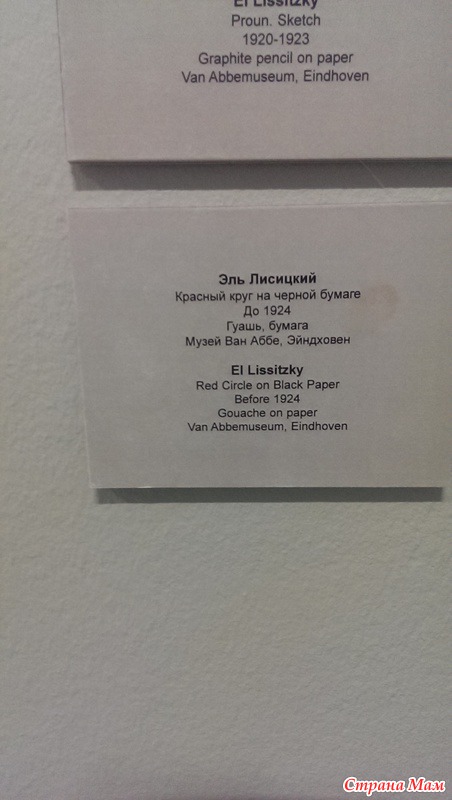 El Lissitzky
Proun. Sketch
1920-1923
Graphite pencil on paper
Van Abbemuseum, Eindhoven
Эль Лисицкий
Красный круг на черной бумаге
До 1924
Гуашь, бумага
Музей Ван Аббе, Эйндховен
El Lissitzky
Red Circle on Black Paper
Before 1924
Gouache on paper
Van Abbemuseum, Eindhoven
Страна Мам